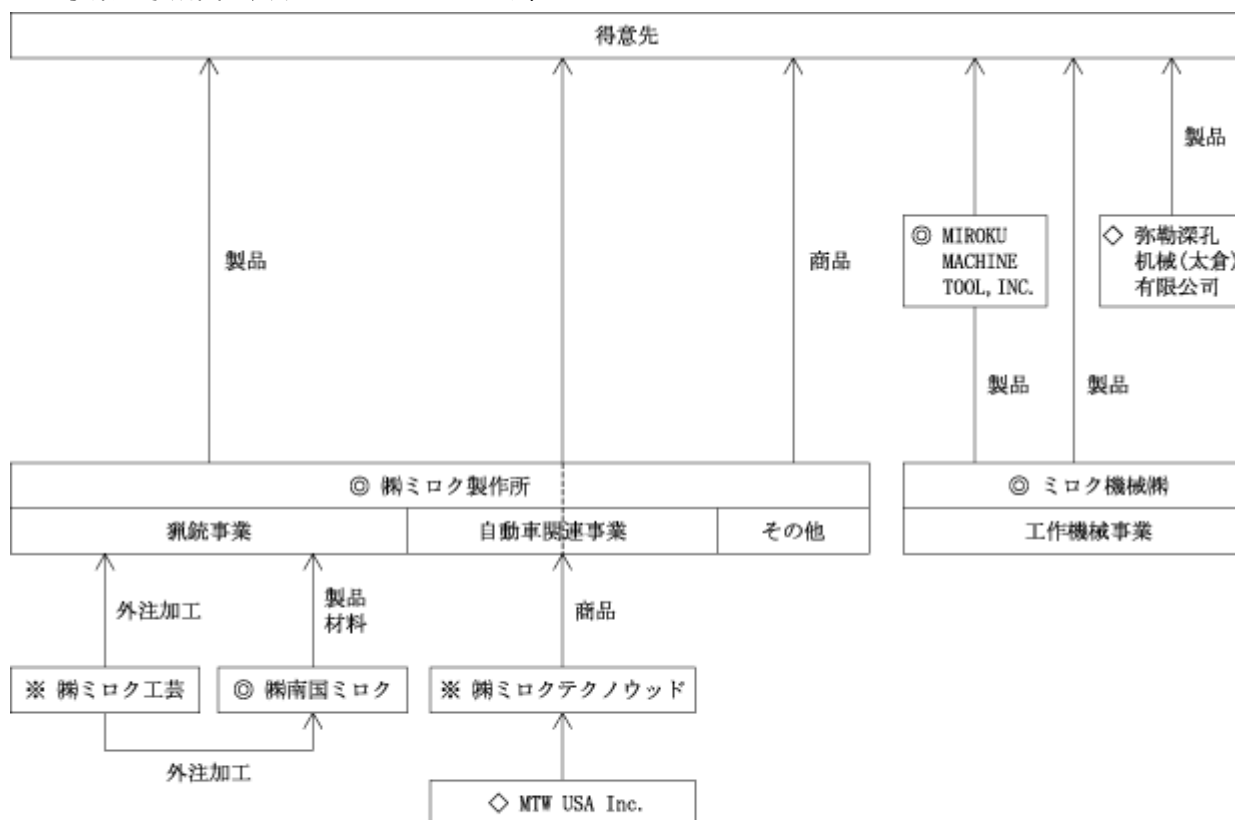 得意先
製品
製品
商品
◎ MIROKU
MACHINE
TOOL,INC.
◇ 弥勒深孔
机械(太倉)
有限公司
製品
製品
◎ ㈱ミロク製作所
◎ ミロク機械㈱
猟銃事業
自動車関連事業
その他
工作機械事業
外注加工
製品
材料
商品
※ ㈱ミロク工芸
◎ ㈱南国ミロク
※ ㈱ミロクテクノウッド
外注加工
◇ MTW USA Inc.